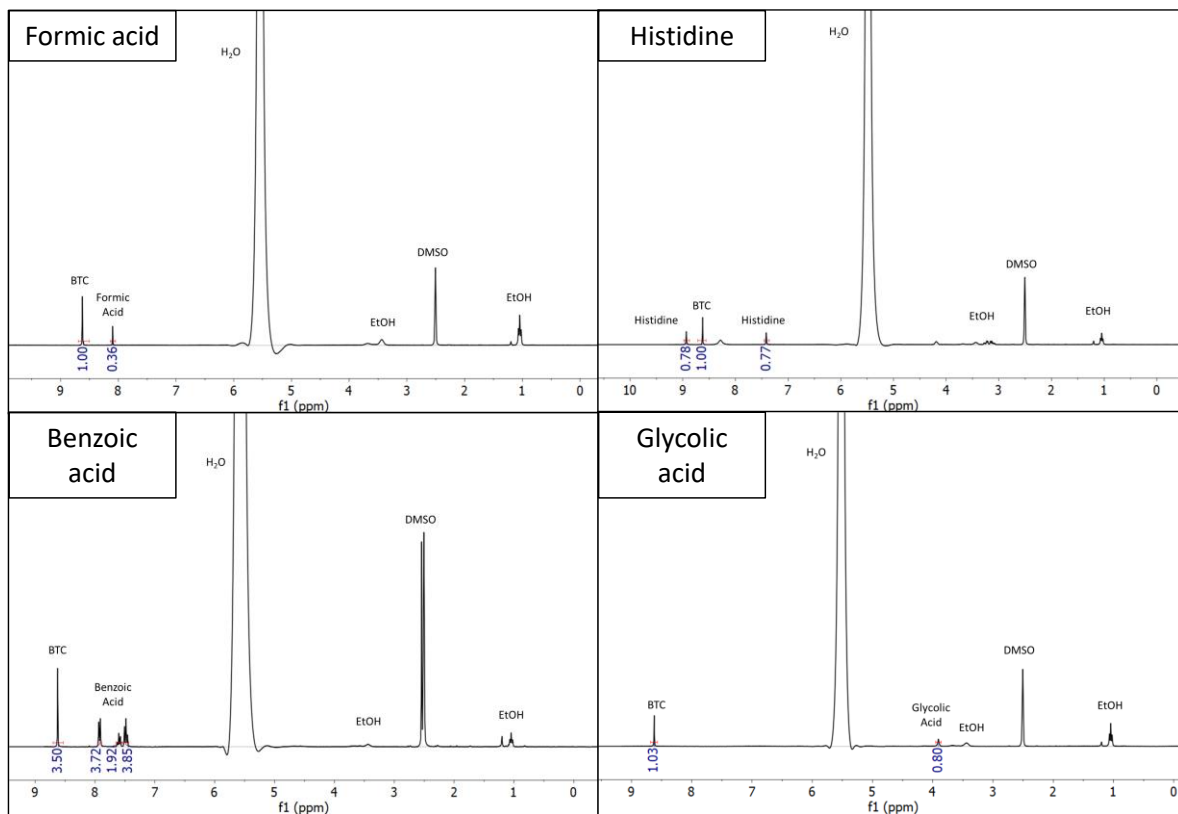 Formic acid
H₂O
BTC
Formic
Acid
EtOH
DMSO
EtOH
1.00
0.36
9 8 7 6 5 4 3 2 1 0
f1 (ppm)
Histidine
H₂O
Histidine
BTC
Histidine
EtOH
DMSO
EtOH
0.78
1.00
0.77
10 9 8 7 6 5 4 3 2 1 0
f1 (ppm)
Benzoic
acid
H₂O
BTC
Benzoic
Acid
EtOH
DMSO
EtOH
3.50
3.72
1.92
3.85
9 8 7 6 5 4 3 2 1 0
f1 (ppm)
Glycolic
acid
H₂O
BTC
Glycolic
Acid
EtOH
DMSO
EtOH
1.03
0.80
9 8 7 6 5 4 3 2 1 0
f1 (ppm)